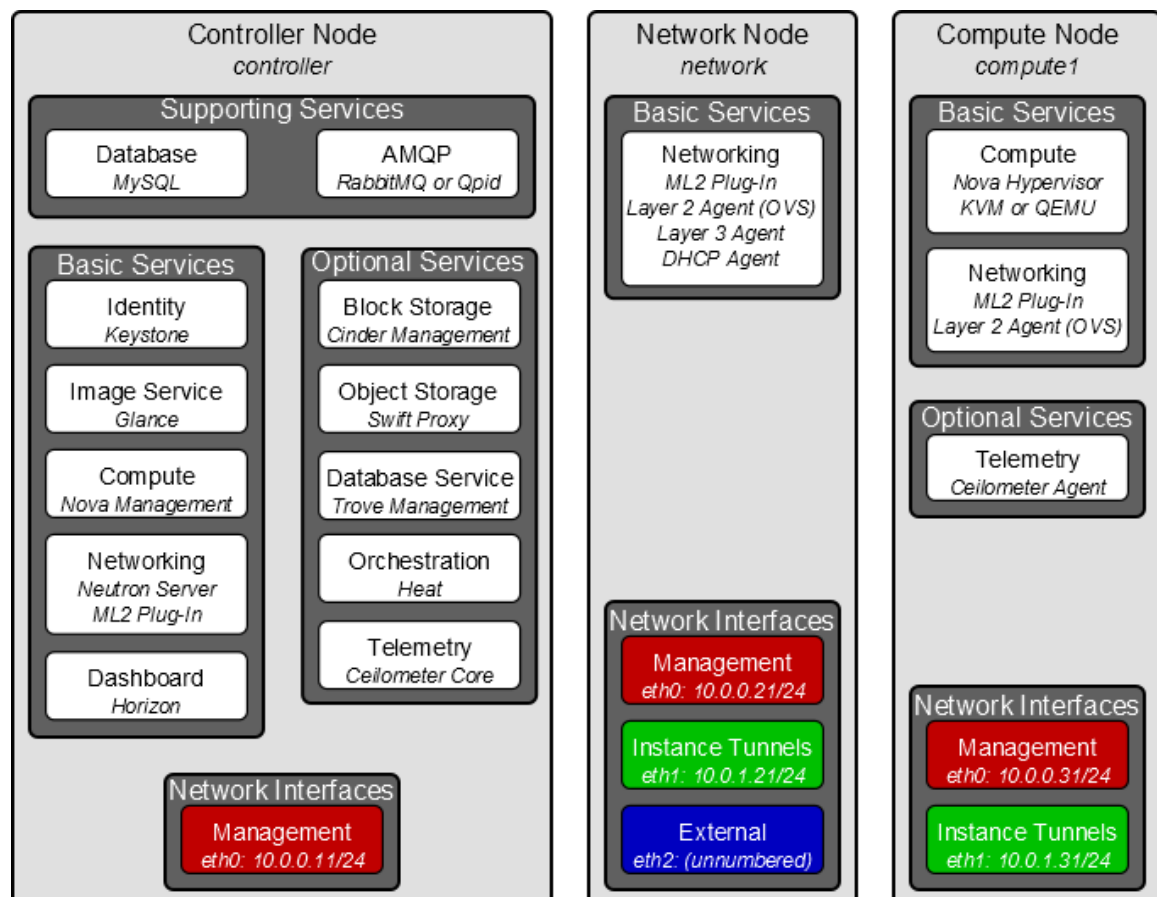 Controller Node
controller
Supporting Services
Database
MySQL
AMQP
RabbitMQ or Qpid
Basic Services
Identity
Keystone
Image Service
Glance
Compute
Nova Management
Networking
Neutron Server
ML2 Plug-In
Dashboard
Horizon
Optional Services
Block Storage
Cinder Management
Object Storage
Swift Proxy
Database Service
Trove Management
Orchestration
Heat
Telemetry
Ceilometer Core
Network Interfaces
Management
eth0: 10.0.0.11/24
Network Node
network
Basic Services
Networking
ML2 Plug-In
Layer 2 Agent (OVS)
Layer 3 Agent
DHCP Agent
Network Interfaces
Management
eth0: 10.0.0.21/24
Instance Tunnels
eth1: 10.0.1.21/24
External
eth2: (unnumbered)
Compute Node
compute1
Basic Services
Compute
Nova Hypervisor
KVM or QEMU
Networking
ML2 Plug-In
Layer 2 Agent (OVS)
Optional Services
Telemetry
Ceilometer Agent
Network Interfaces
Management
eth0: 10.0.0.31/24
Instance Tunnels
eth1: 10.0.1.31/24